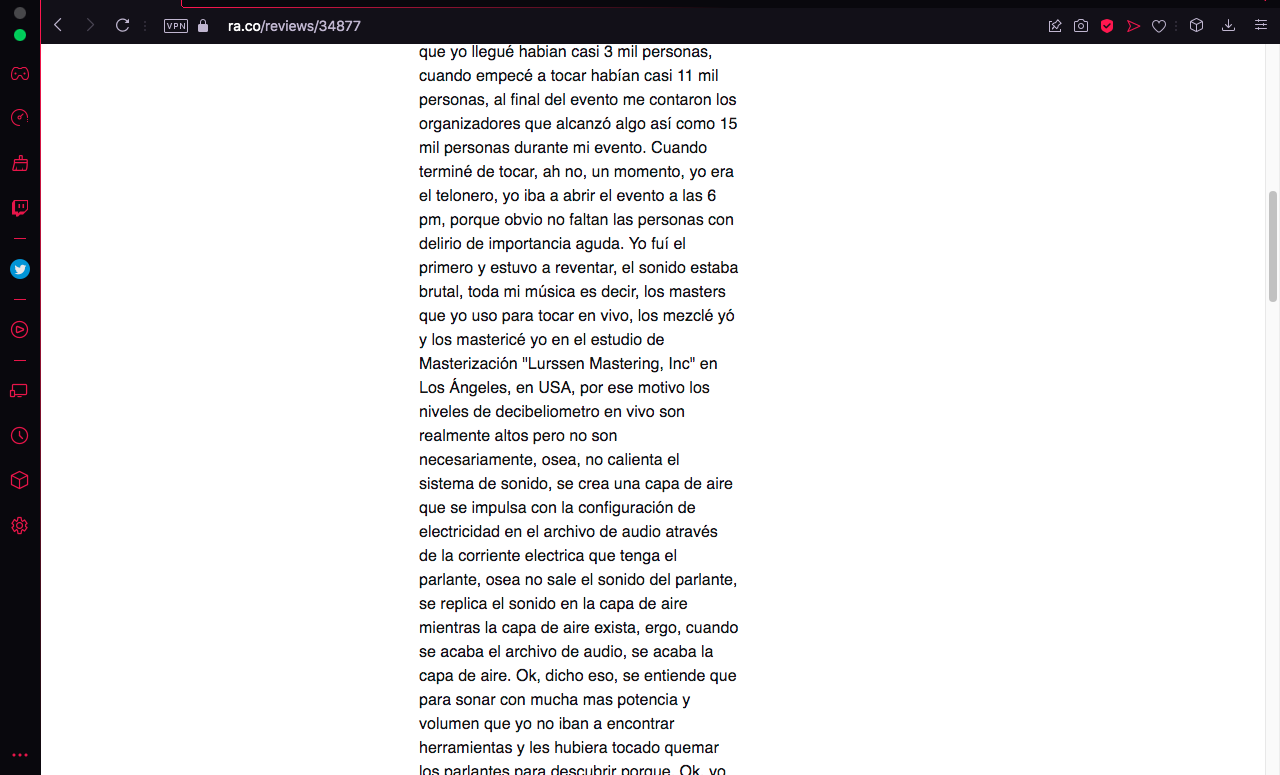 VPN
ra.co/reviews/34877
que yo llegué habian casi 3 mil personas,
cuando empecé a tocar habían casi 11 mil
personas, al final del evento me contaron los
organizadores que alcanzó algo así como 15
mil personas durante mi evento. Cuando
terminé de tocar, ah no, un momento, yo era
el telonero, yo iba a abrir el evento a las 6
pm, porque obvio no faltan las personas con
delirio de importancia aguda. Yo fuí el
primero y estuvo a reventar, el sonido estaba
brutal, toda mi música es decir, los masters
que yo uso para tocar en vivo, los mezclé yó
y los mastericé yo en el estudio de
Masterización "Lurssen Mastering, Inc" en
Los Ángeles, en USA, por ese motivo los
niveles de decibeliometro en vivo son
realmente altos pero no son
necesariamente, osea, no calienta el
sistema de sonido, se crea una capa de aire
que se impulsa con la configuración de
electricidad en el archivo de audio através
de la corriente electrica que tenga el
parlante, osea no sale el sonido del parlante,
se replica el sonido en la capa de aire
mientras la capa de aire exista, ergo, cuando
se acaba el archivo de audio, se acaba la
capa de aire. Ok, dicho eso, se entiende que
para sonar con mucha mas potencia y
volumen que yo no iban a encontrar
herramientas y les hubiera tocado quemar
los parlantes para descubrir porque. Ok, yo